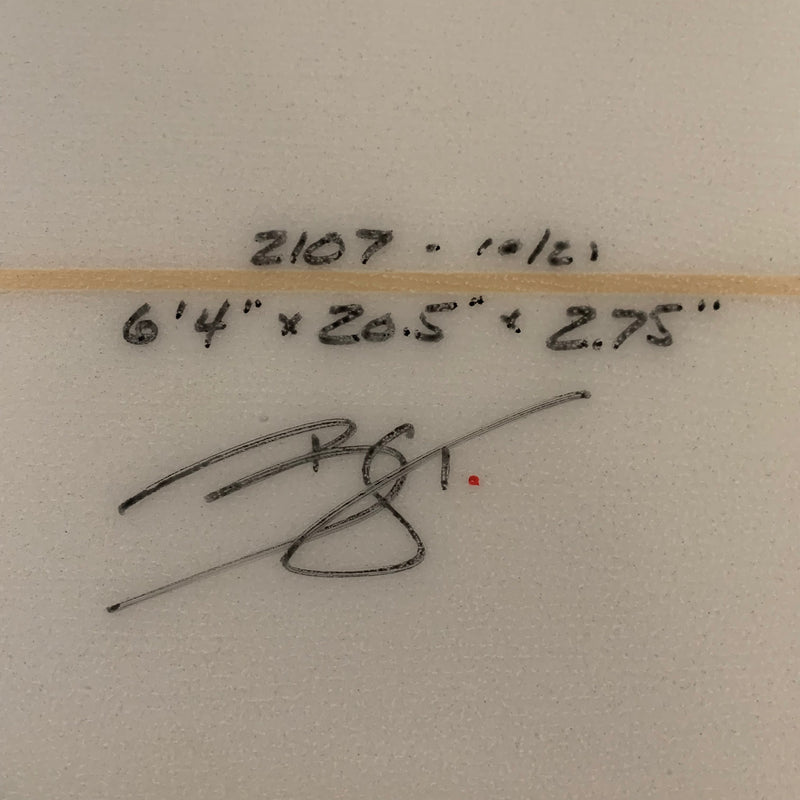 2107 - 10/21
6'4" x 20.5" x 2.75"